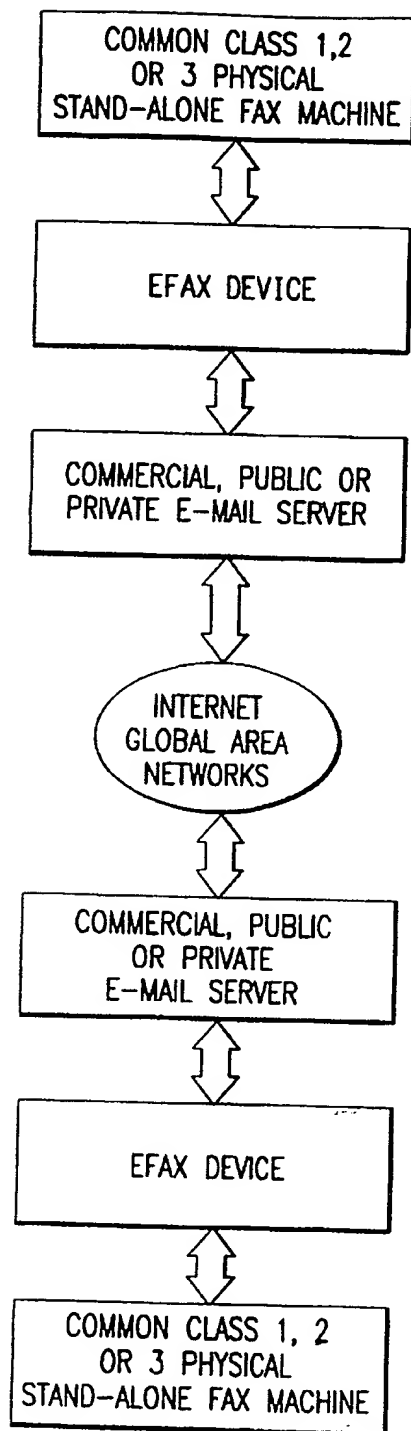 COMMON CLASS 1,2
OR 3 PHYSICAL
STAND-ALONE FAX MACHINE
EFAX DEVICE
COMMERCIAL, PUBLIC OR
PRIVATE E-MAIL SERVER
INTERNET
GLOBAL AREA
NETWORKS
COMMERCIAL, PUBLIC
OR PRIVATE
E-MAIL SERVER
EFAX DEVICE
COMMON CLASS 1, 2
OR 3 PHYSICAL
STAND-ALONE FAX MACHINE